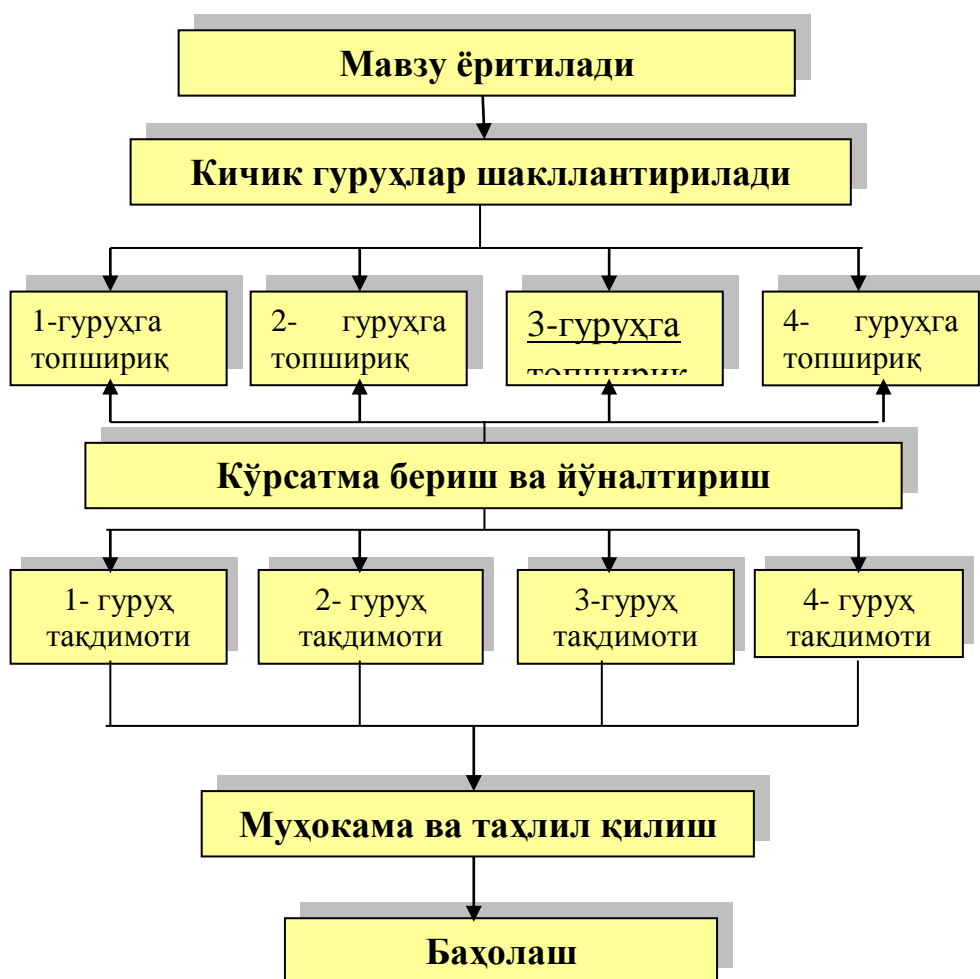 Мавзу ёритилади
Кичик гуруҳлар шакллантирилади
1-гуруҳга
топшириқ
2- гуруҳга
топшириқ
3-гуруҳга
топшириқ
4- гуруҳга
топшириқ
Кўрсатма бериш ва йўналтириш
1- гуруҳ
тақдимоти
2- гуруҳ
тақдимоти
3-гуруҳ
тақдимоти
4- гуруҳ
тақдимоти
Муҳокама ва таҳлил қилиш
Баҳолаш